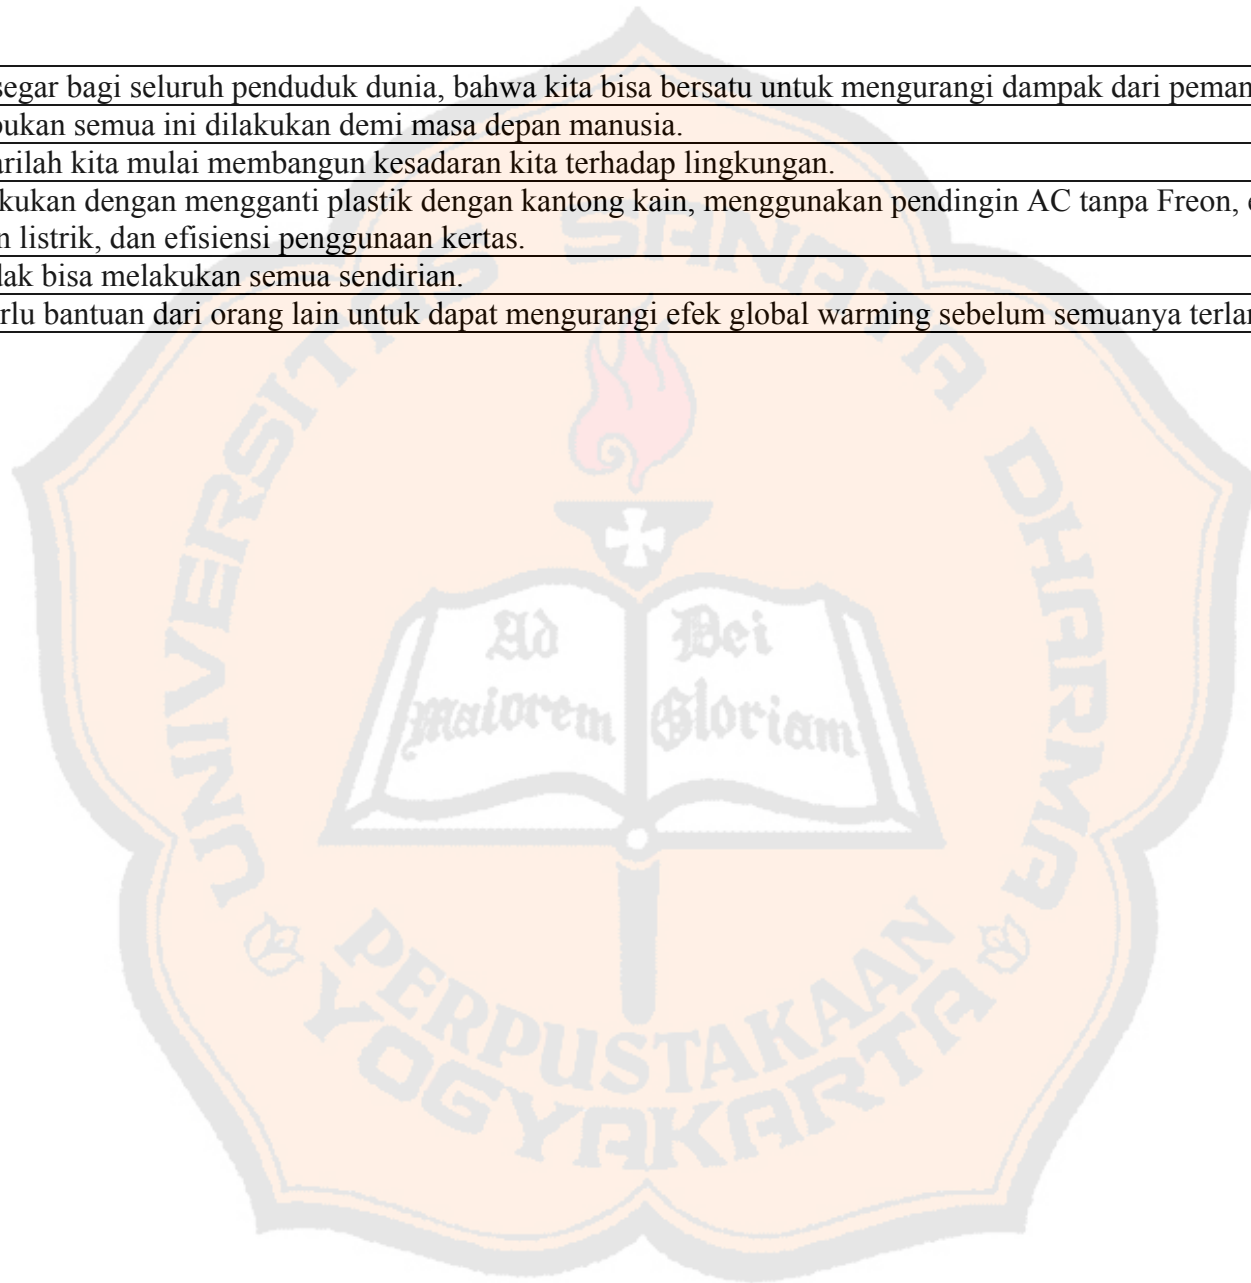 segar bagi seluruh penduduk dunia, bahwa kita bisa bersatu untuk mengurangi dampak dari peman
bukan semua ini dilakukan demi masa depan manusia.
arilah kita mulai membangun kesadaran kita terhadap lingkungan.
kukan dengan mengganti plastik dengan kantong kain, menggunakan pendingin AC tanpa Freon, e
n listrik, dan efisiensi penggunaan kertas.
dak bisa melakukan semua sendirian.
rlu bantuan dari orang lain untuk dapat mengurangi efek global warming sebelum semuanya terlan
UNIVERSITAS SANATA DHARMA
Ad Dei
Maiorem Gloriam
PERPUSTAKAAN
YOGYAKARTA